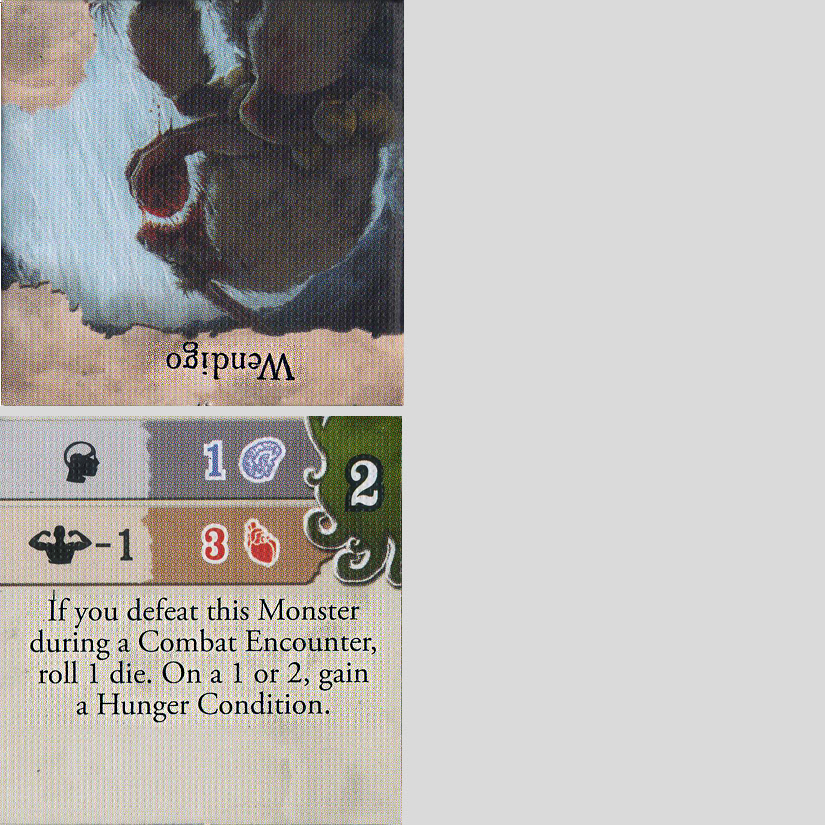 Wendigo
1
2
-1
3
If you defeat this Monster
during a Combat Encounter,
roll 1 die. On a 1 or 2, gain
a Hunger Condition.